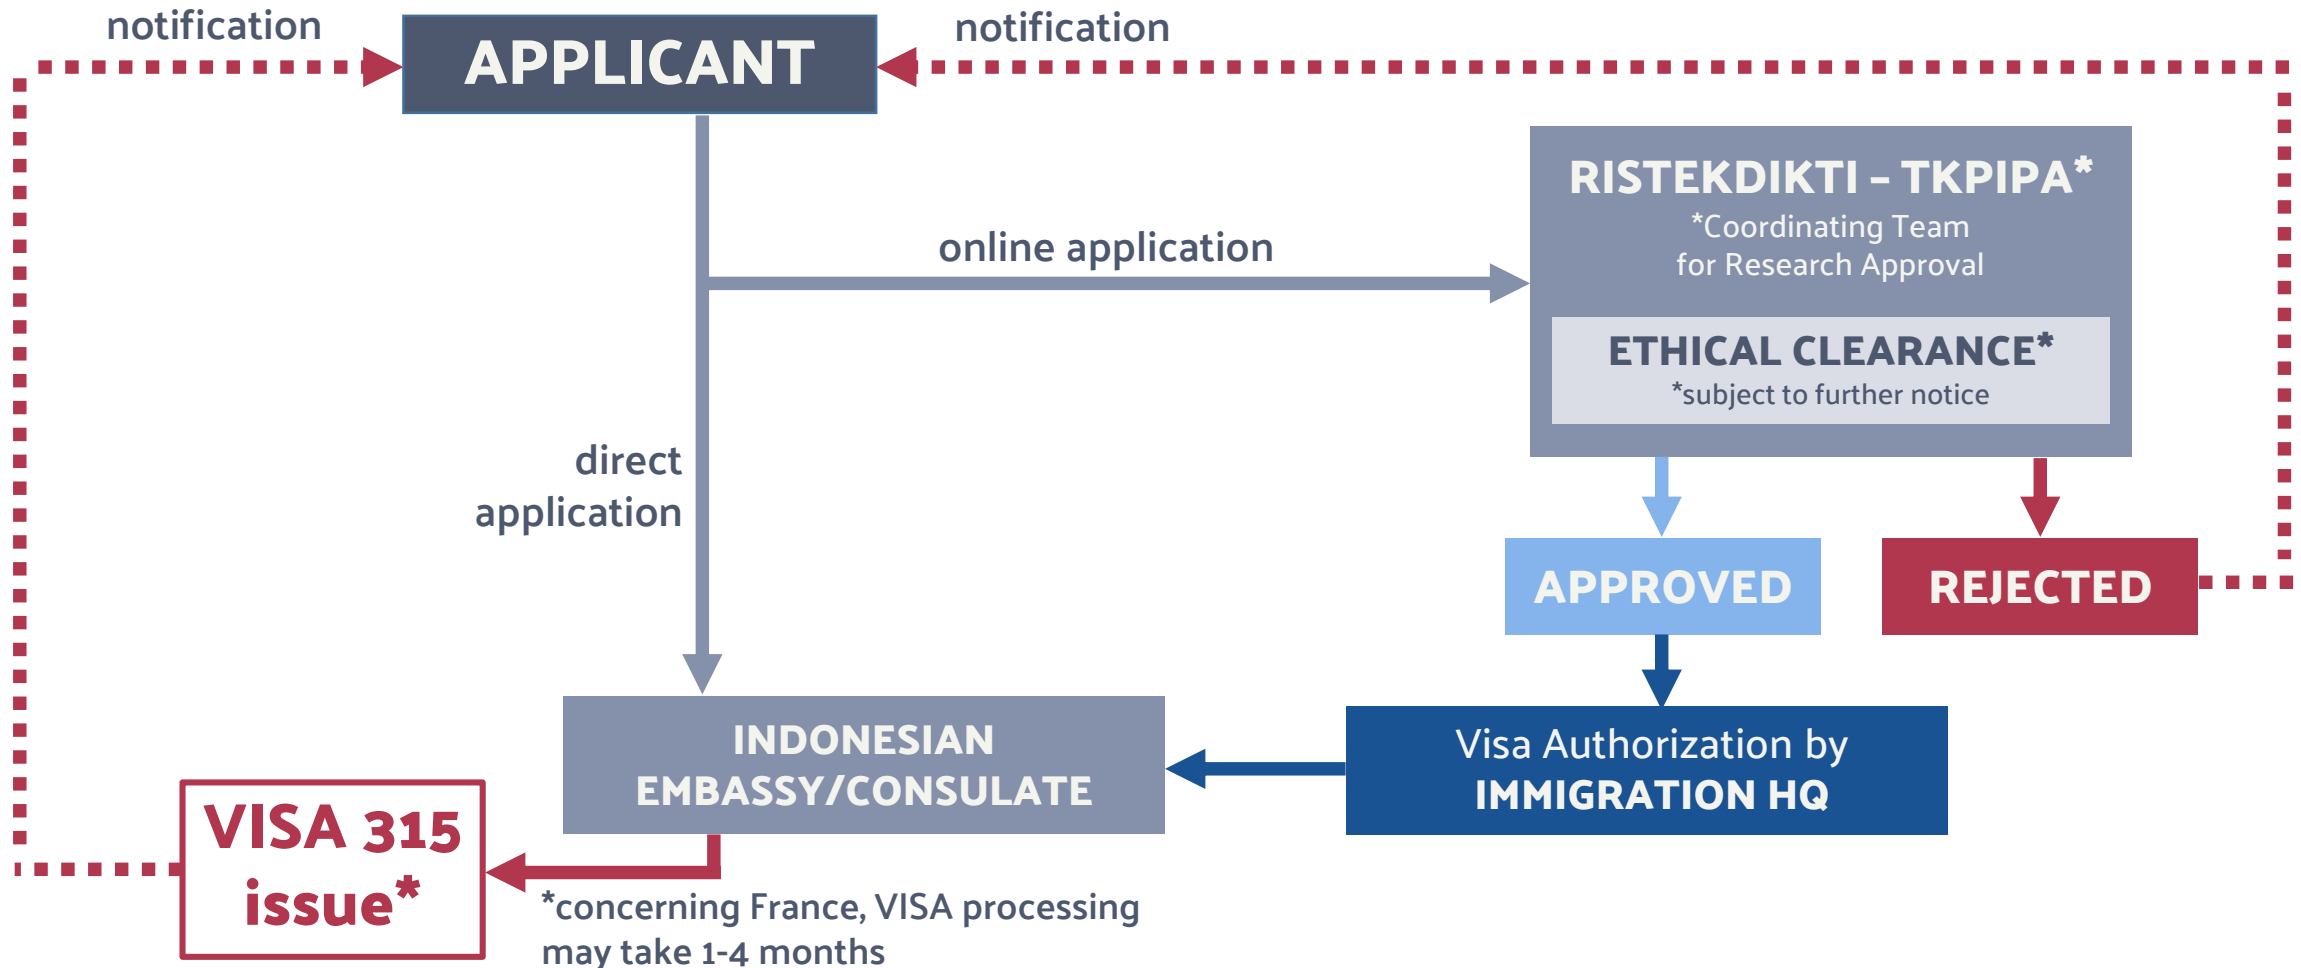 notification
APPLICANT
notification
RISTEKDIKTI – TKPIPA*
*Coordinating Team
for Research Approval
online application
ETHICAL CLEARANCE*
*subject to further notice
direct
application
APPROVED
REJECTED
INDONESIAN
EMBASSY/CONSULATE
Visa Authorization by
IMMIGRATION HQ
VISA 315
issue*
*concerning France, VISA processing
may take 1-4 months